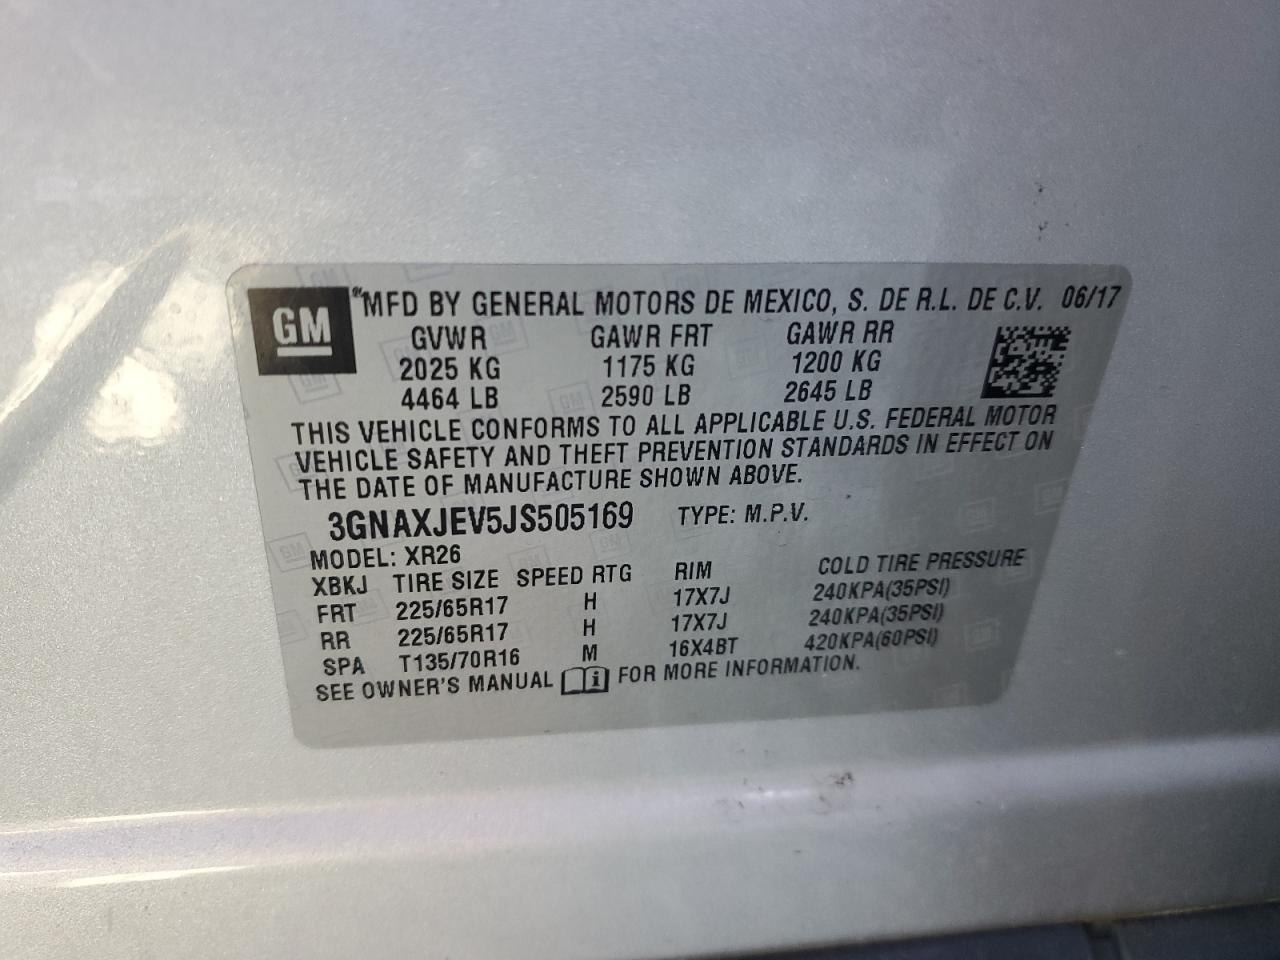 GM
MFD BY GENERAL MOTORS DE MEXICO, S. DE R.L. DE C.V. 06/17
GVWR GAWR FRT GAWR RR
2025 KG 1175 KG 1200 KG
4464 LB 2590 LB 2645 LB
THIS VEHICLE CONFORMS TO ALL APPLICABLE U.S. FEDERAL MOTOR
VEHICLE SAFETY AND THEFT PREVENTION STANDARDS IN EFFECT ON
THE DATE OF MANUFACTURE SHOWN ABOVE.
3GNAXJEV5JS505169 TYPE: M.P.V.
MODEL: XR26
XBKJ TIRE SIZE SPEED RTG RIM COLD TIRE PRESSURE
FRT 225/65R17 H 17X7J 240KPA(35PSI)
RR 225/65R17 H 17X7J 240KPA(35PSI)
SPA T135/70R16 M 16X4BT 420KPA(60PSI)
SEE OWNER'S MANUAL i FOR MORE INFORMATION.